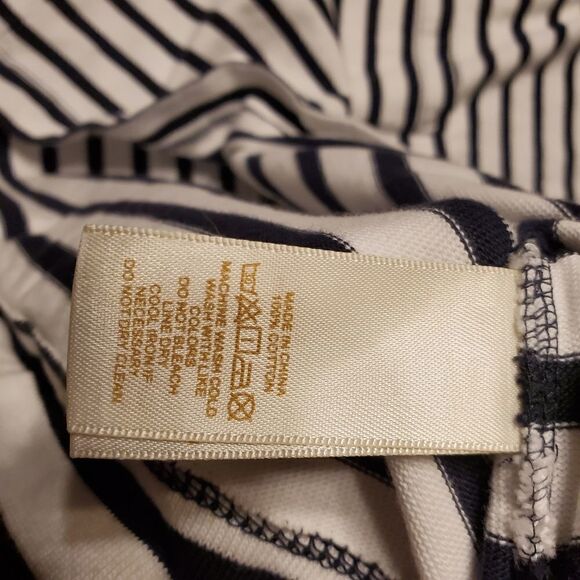 MADE IN CHINA
100% COTTON
MACHINE WASH COLD
WASH WITH LIKE
COLORS
DO NOT BLEACH
LINE DRY
COOL IRON IF
NECESSARY
DO NOT DRY CLEAN